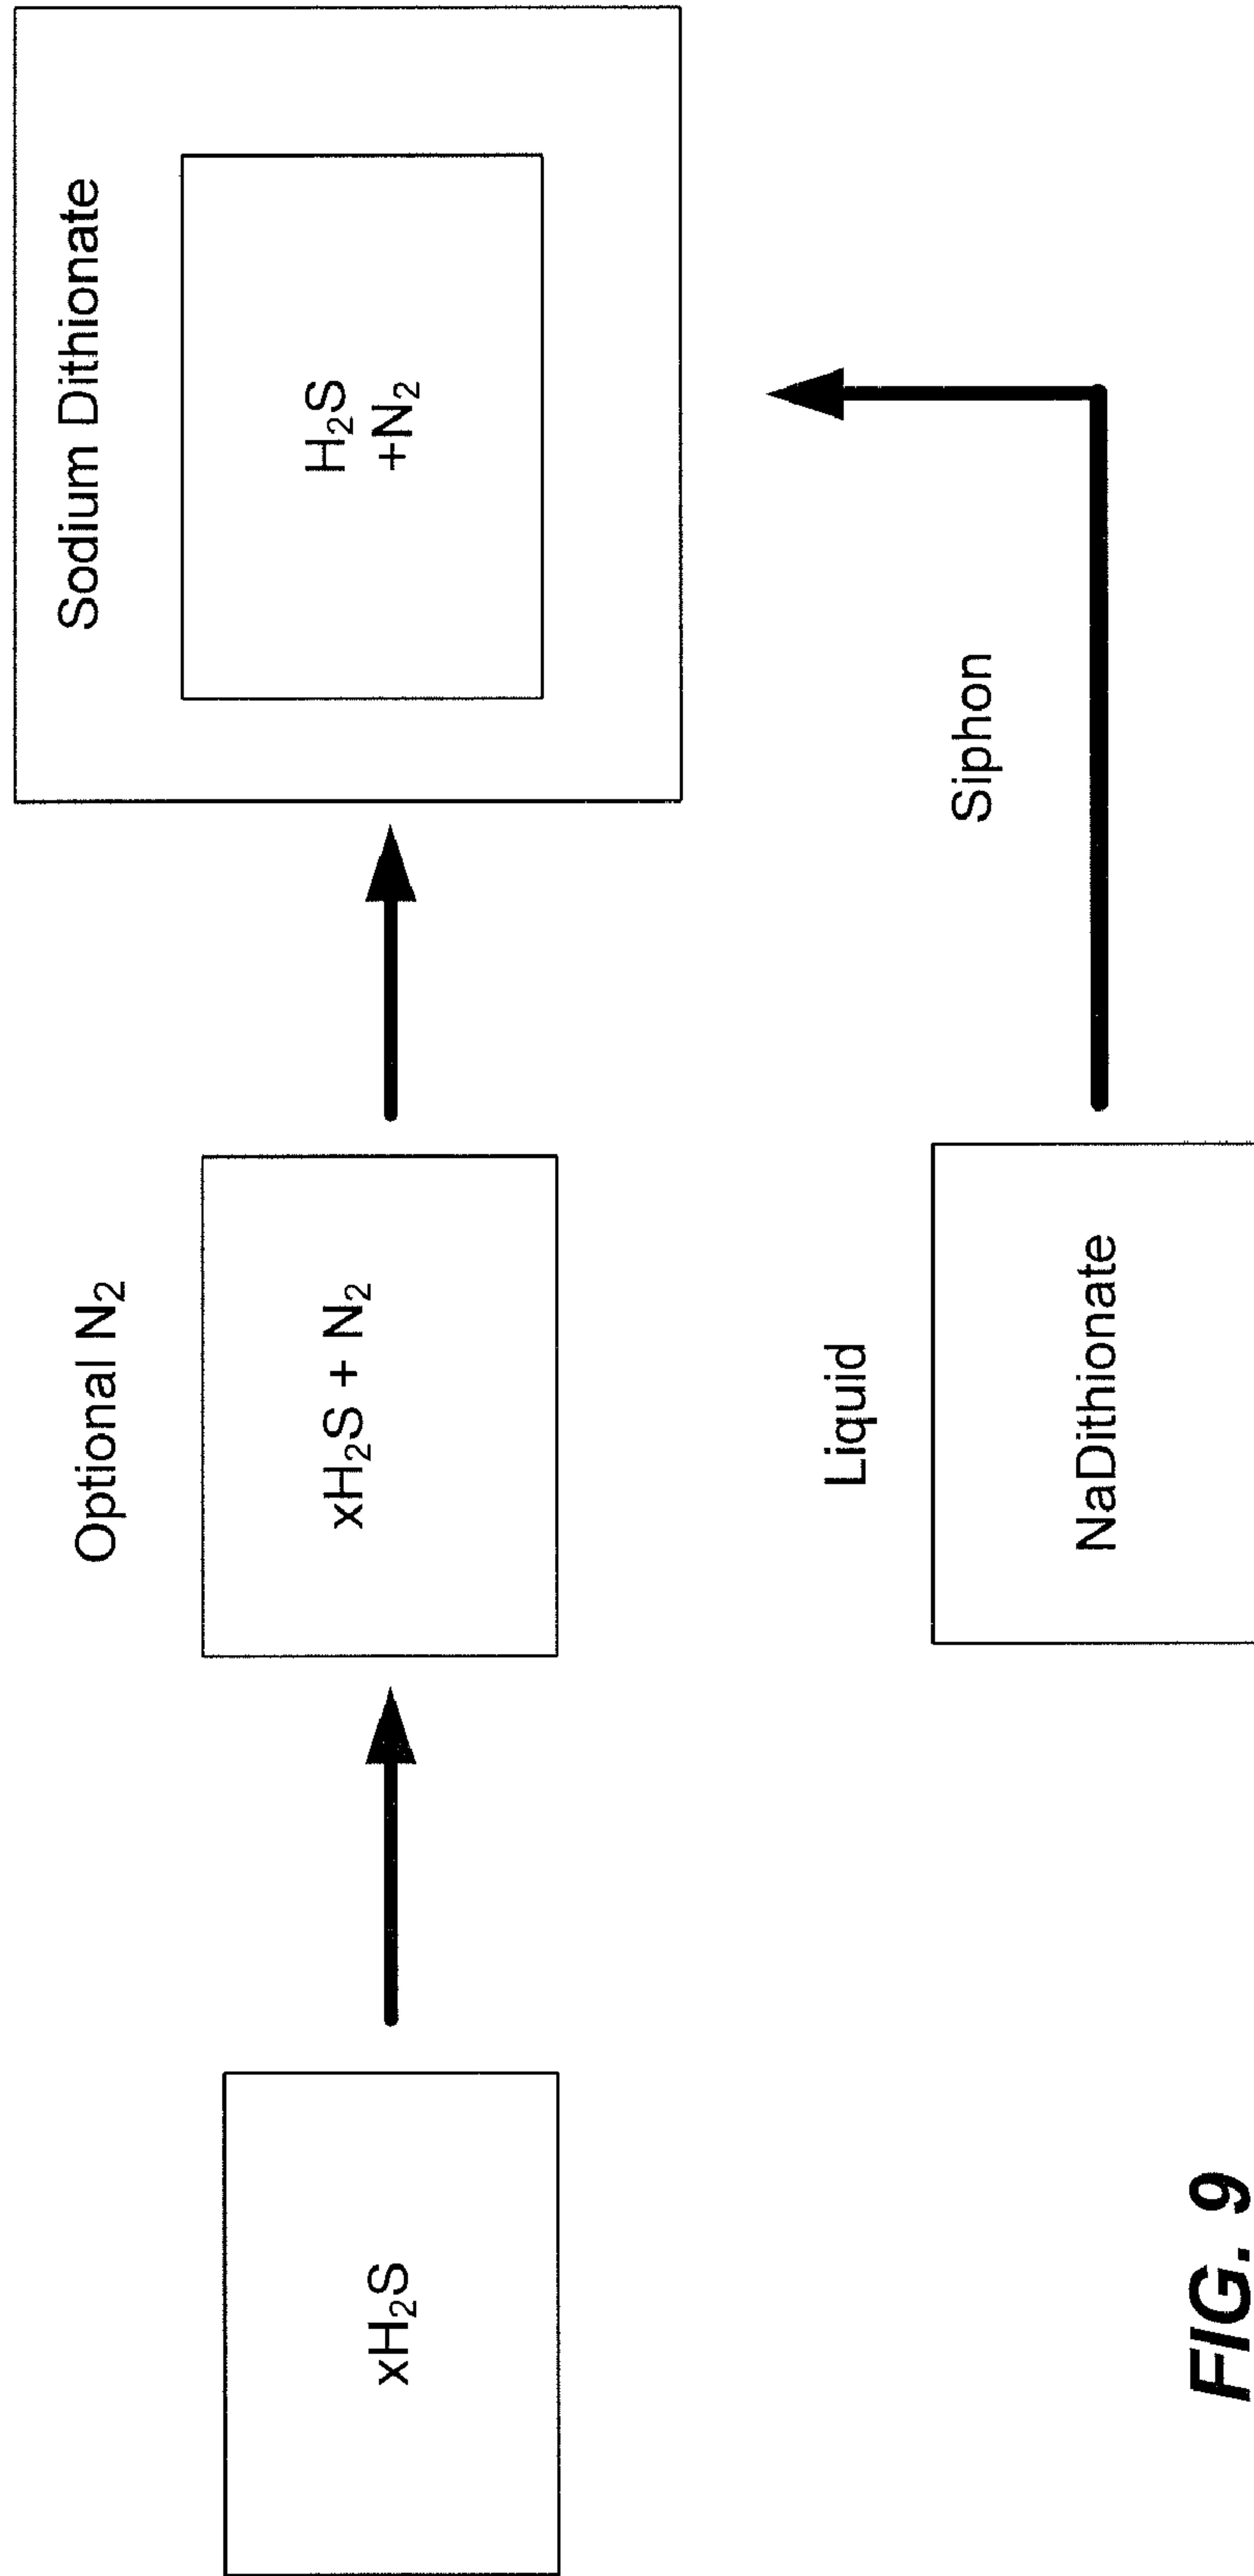 Sodium Dithionate
Optional N₂
xH₂S
xH₂S + N₂
H₂S
+N₂
Liquid
Siphon
NaDithionate
FIG. 9